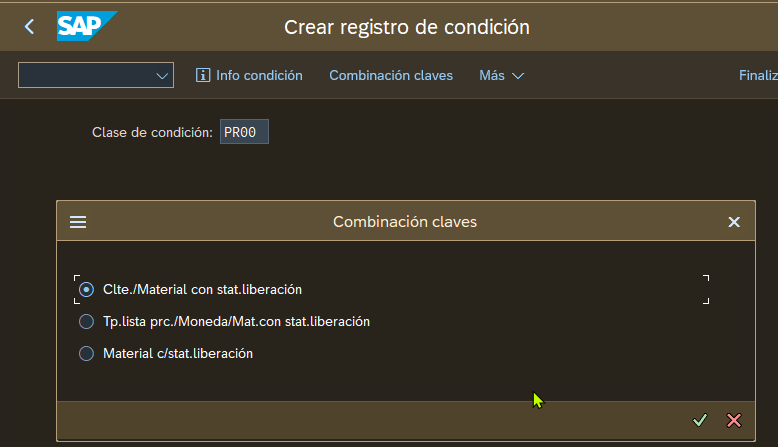 SAP
Crear registro de condición
Info condición Combinación claves Más Finaliz
Clase de condición: PR00
Combinación claves
Clte./Material con stat.liberación
Tp.lista prc./Moneda/Mat.con stat.liberación
Material c/stat.liberación